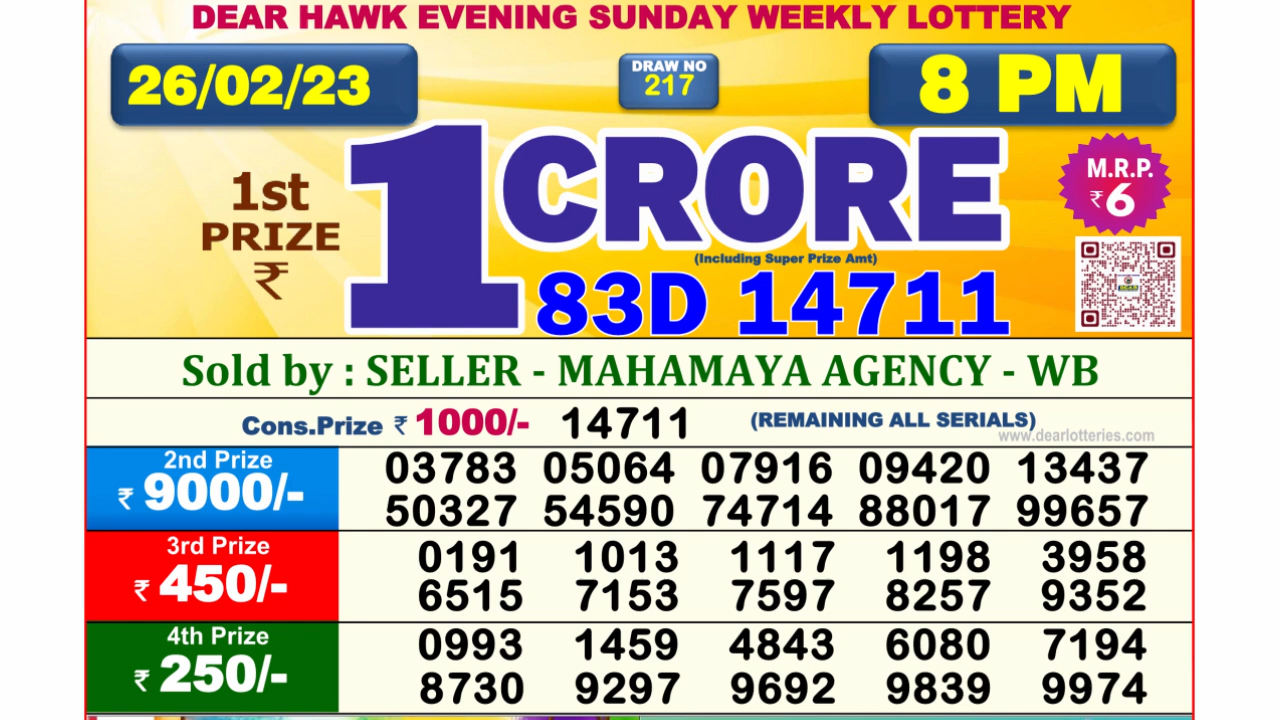 DEAR HAWK EVENING SUNDAY WEEKLY LOTTERY
26/02/23
DRAW NO
217
8 PM
1st
PRIZE
₹
1 CRORE
(Including Super Prize Amt)
83D 14711
M.R.P.
₹ 6
Sold by : SELLER - MAHAMAYA AGENCY - WB
Cons.Prize ₹ 1000/- 14711 (REMAINING ALL SERIALS)
www.dearlotteries.com
2nd Prize
₹ 9000/-
03783 05064 07916 09420 13437
50327 54590 74714 88017 99657
3rd Prize
₹ 450/-
0191 1013 1117 1198 3958
6515 7153 7597 8257 9352
4th Prize
₹ 250/-
0993 1459 4843 6080 7194
8730 9297 9692 9839 9974